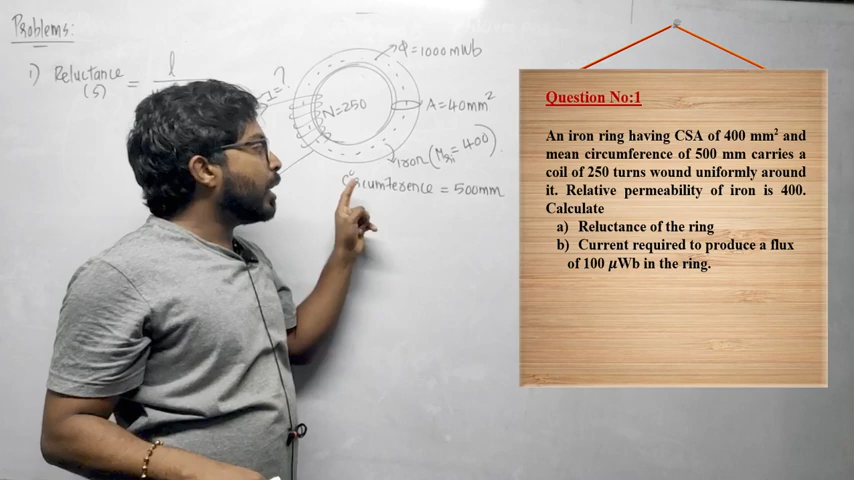 Problems:
1) Reluctance = l
(S)
I=?
Φ = 1000 mWb
N=250
A = 40mm²
iron (μri = 400).
Circumference = 500mm
Question No:1
An iron ring having CSA of 400 mm² and
mean circumference of 500 mm carries a
coil of 250 turns wound uniformly around
it. Relative permeability of iron is 400.
Calculate
a) Reluctance of the ring
b) Current required to produce a flux
of 100 μWb in the ring.